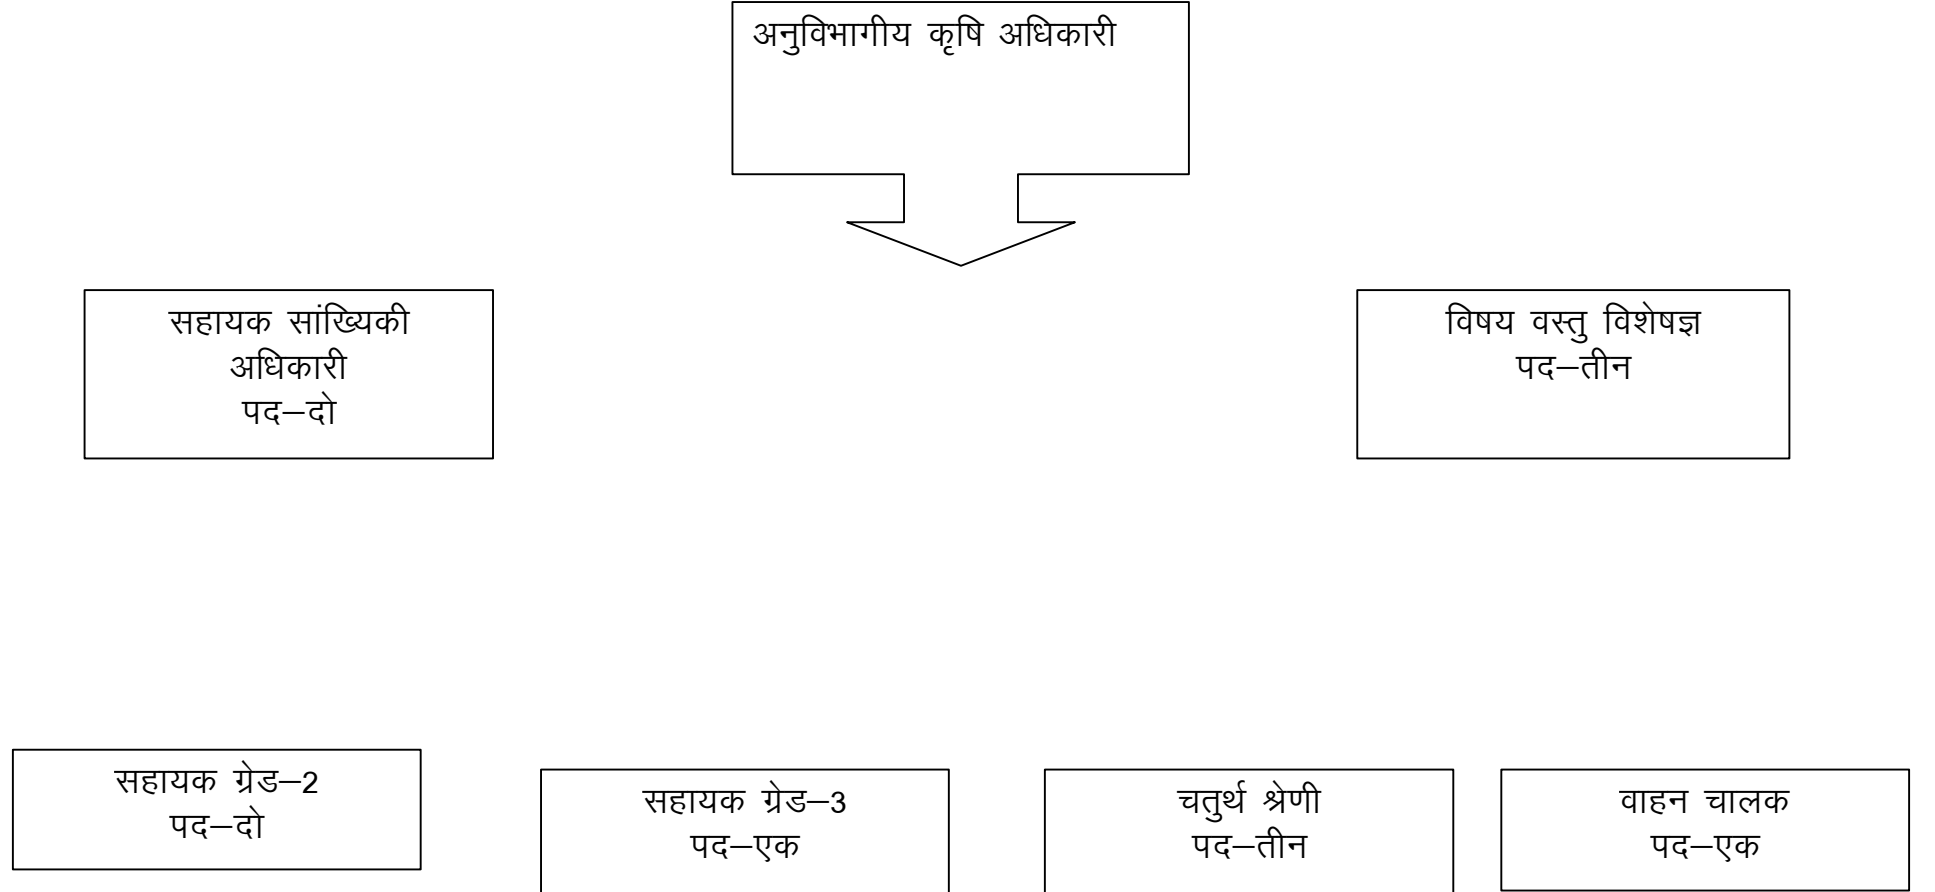 अनुविभागीय कृषि अधिकारी
सहायक सांख्यिकी
अधिकारी
पद–दो
विषय वस्तु विशेषज्ञ
पद–तीन
सहायक ग्रेड–2
पद–दो
सहायक ग्रेड–3
पद–एक
चतुर्थ श्रेणी
पद–तीन
वाहन चालक
पद–एक